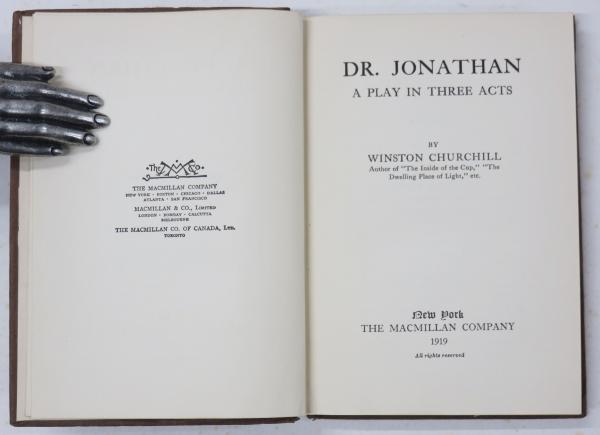 The M Co
THE MACMILLAN COMPANY
NEW YORK · BOSTON · CHICAGO · DALLAS
ATLANTA · SAN FRANCISCO
MACMILLAN & CO., LIMITED
LONDON · BOMBAY · CALCUTTA
MELBOURNE
THE MACMILLAN CO. OF CANADA, LTD.
TORONTO
DR. JONATHAN
A PLAY IN THREE ACTS
BY
WINSTON CHURCHILL
Author of "The Inside of the Cup," "The
Dwelling Place of Light," etc.
New York
THE MACMILLAN COMPANY
1919
All rights reserved